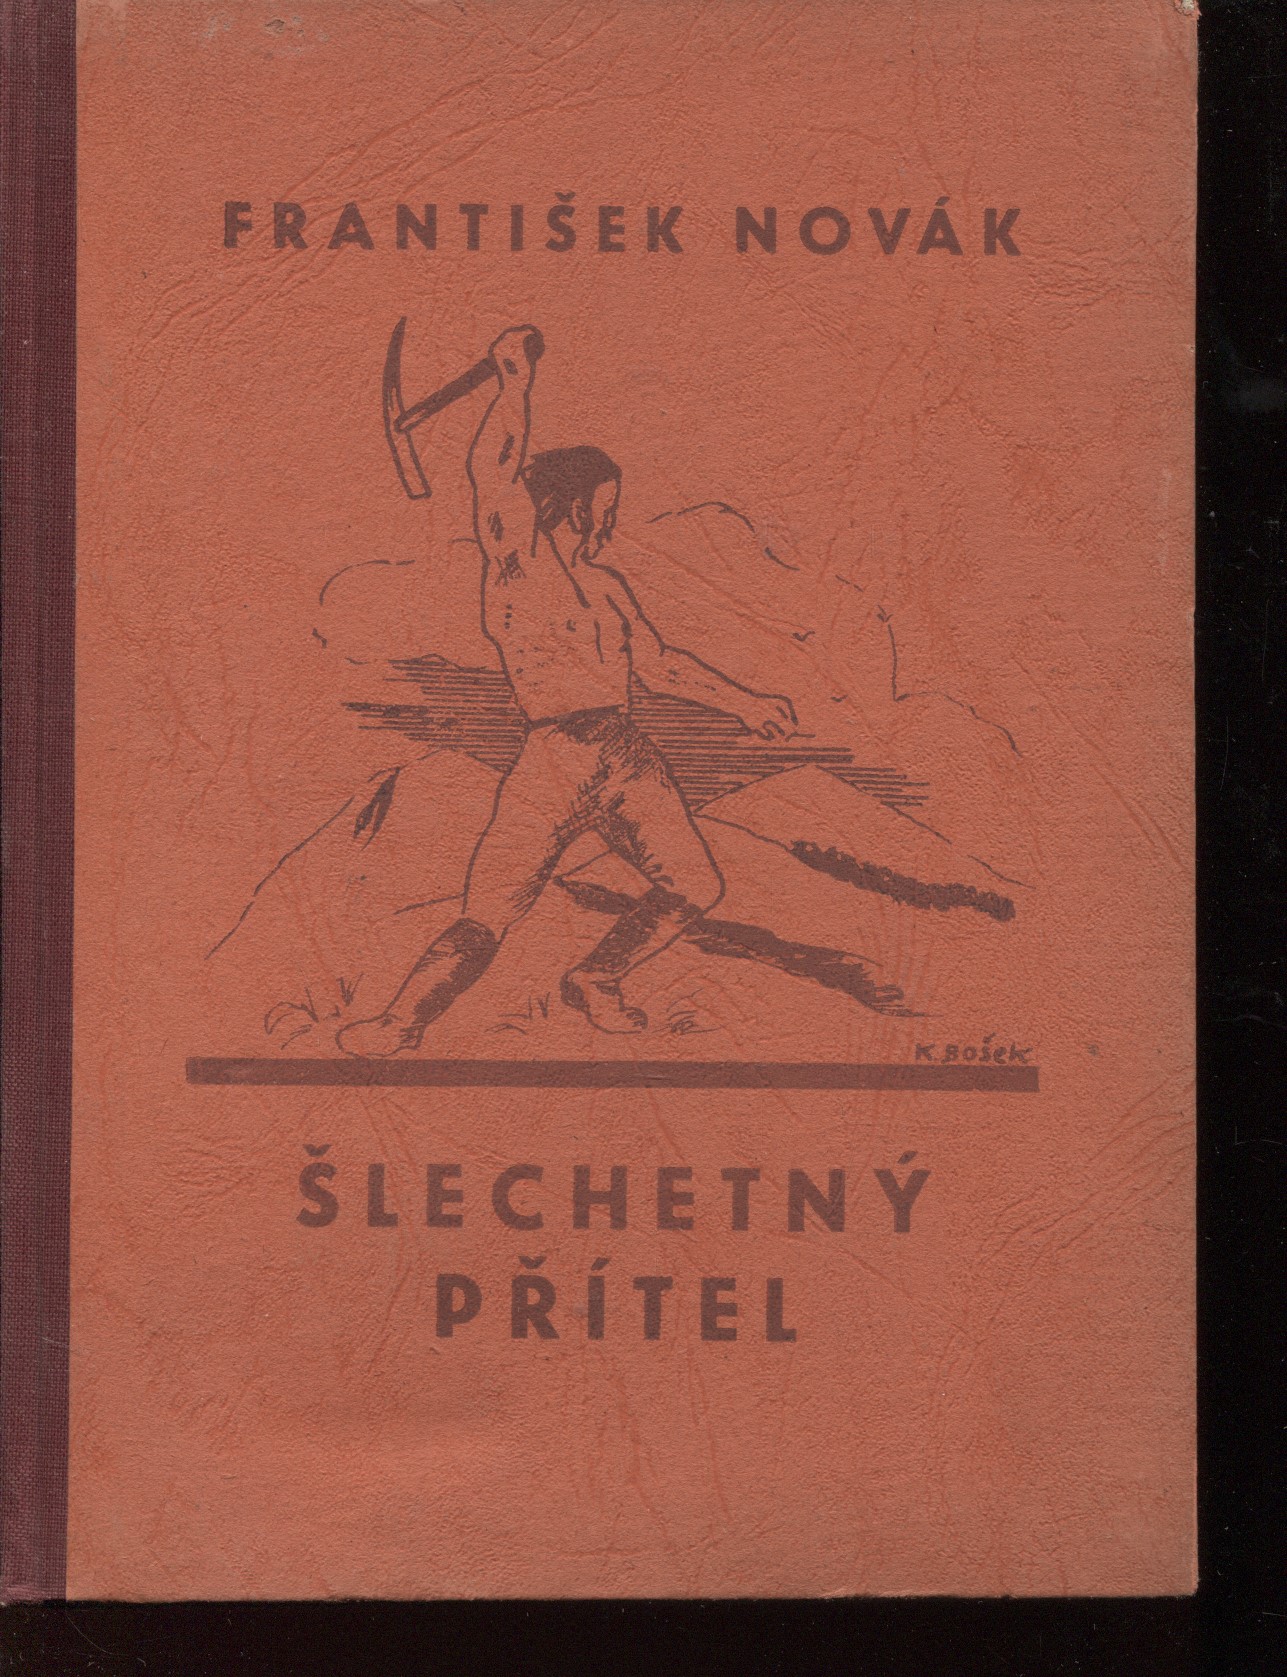 FRANTIŠEK NOVÁK
K. Bošek
ŠLECHETNÝ
PŘÍTEL